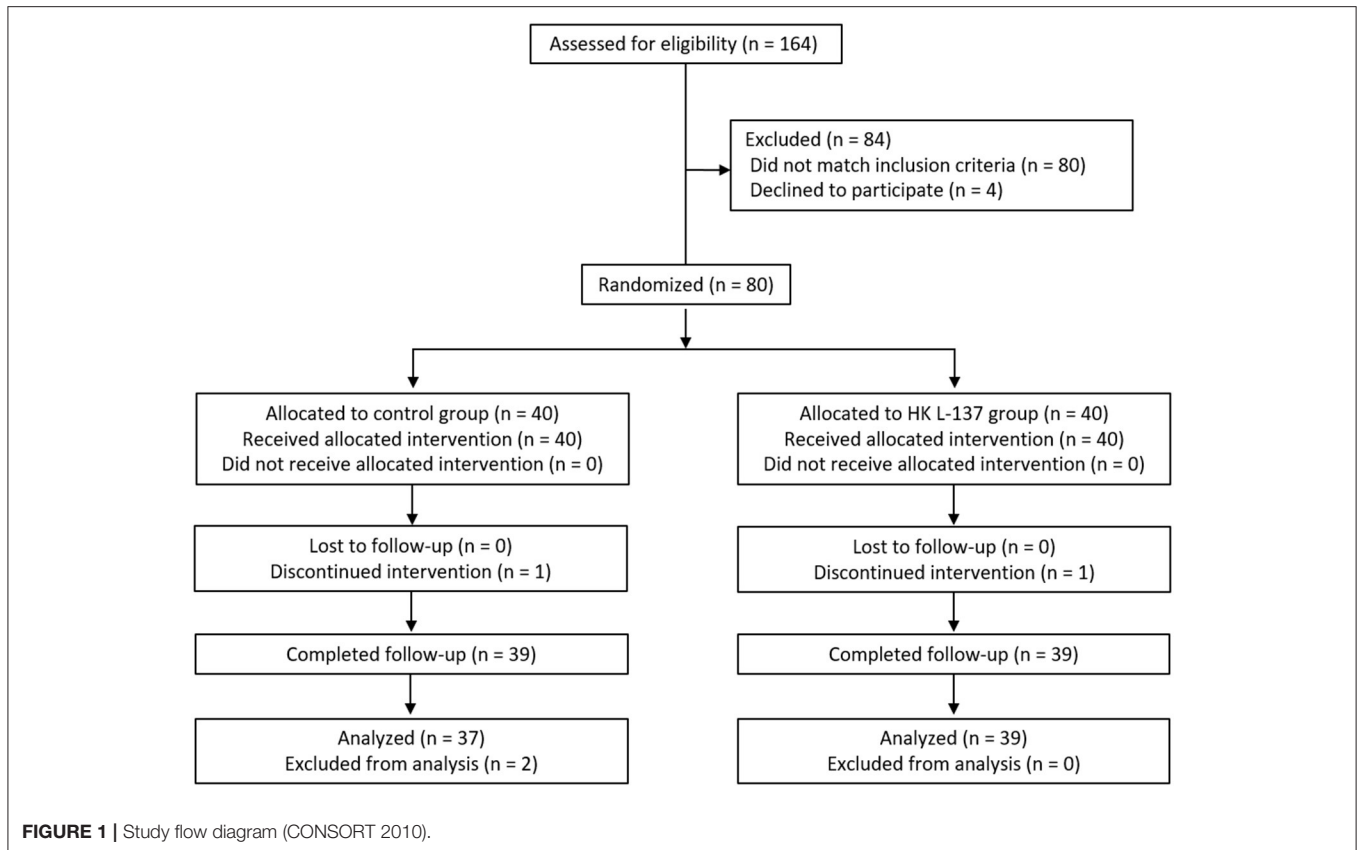 Assessed for eligibility (n = 164)
Excluded (n = 84)
Did not match inclusion criteria (n = 80)
Declined to participate (n = 4)
Randomized (n = 80)
Allocated to control group (n = 40)
Received allocated intervention (n = 40)
Did not receive allocated intervention (n = 0)
Allocated to HK L-137 group (n = 40)
Received allocated intervention (n = 40)
Did not receive allocated intervention (n = 0)
Lost to follow-up (n = 0)
Discontinued intervention (n = 1)
Lost to follow-up (n = 0)
Discontinued intervention (n = 1)
Completed follow-up (n = 39)
Completed follow-up (n = 39)
Analyzed (n = 37)
Excluded from analysis (n = 2)
Analyzed (n = 39)
Excluded from analysis (n = 0)
FIGURE 1 | Study flow diagram (CONSORT 2010).